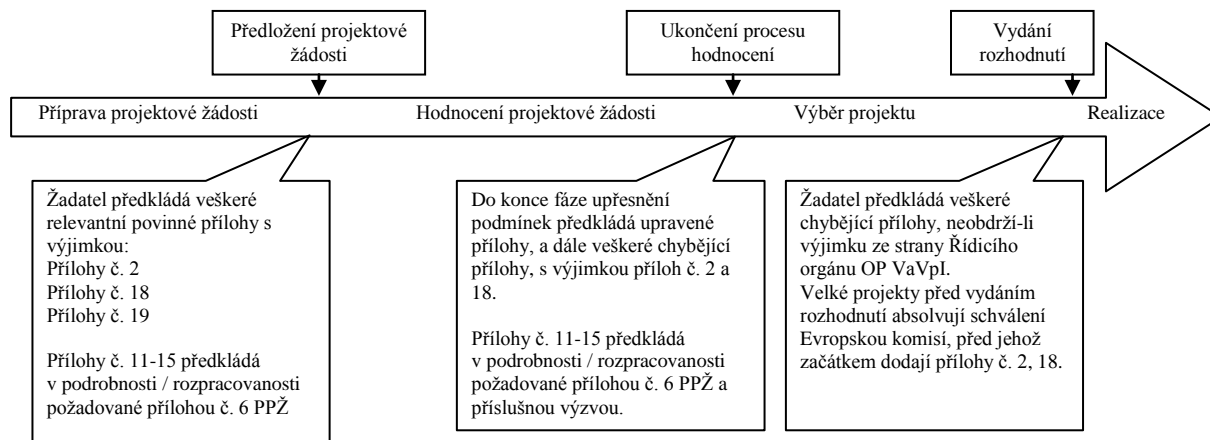 Předložení projektové
žádosti
Ukončení procesu
hodnocení
Vydání
rozhodnutí
Příprava projektové žádosti
Hodnocení projektové žádosti
Výběr projektu
Realizace
Žadatel předkládá veškeré
relevantní povinné přílohy s
výjimkou:
Přílohy č. 2
Přílohy č. 18
Přílohy č. 19
Přílohy č. 11-15 předkládá
v podrobnosti / rozpracovanosti
požadované přílohou č. 6 PPŽ
Do konce fáze upřesnění
podmínek předkládá upravené
přílohy, a dále veškeré chybějící
přílohy, s výjimkou příloh č. 2 a
18.
Přílohy č. 11-15 předkládá
v podrobnosti / rozpracovanosti
požadované přílohou č. 6 PPŽ a
příslušnou výzvou.
Žadatel předkládá veškeré
chybějící přílohy, neobdrží-li
výjimku ze strany Řídicího
orgánu OP VaVpI.
Velké projekty před vydáním
rozhodnutí absolvují schválení
Evropskou komisí, před jehož
začátkem dodají přílohy č. 2, 18.